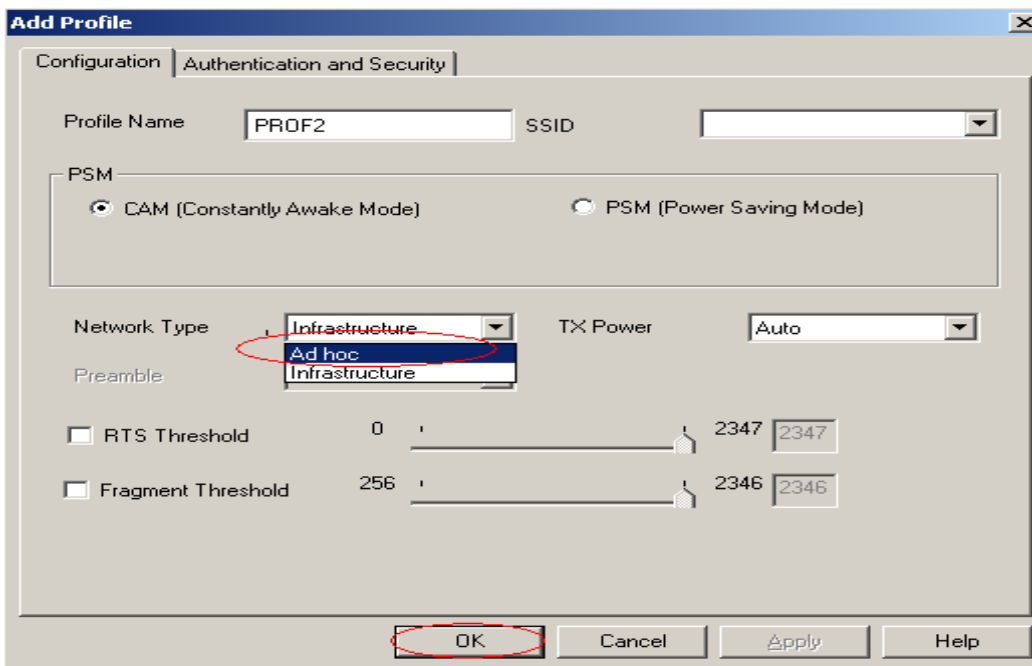 Add Profile
Configuration Authentication and Security
Profile Name PROF2 SSID
PSM
CAM (Constantly Awake Mode) PSM (Power Saving Mode)
Network Type Infrastructure TX Power Auto
Ad hoc
Infrastructure
Preamble
RTS Threshold 0 2347 2347
Fragment Threshold 256 2346 2346
OK Cancel Apply Help